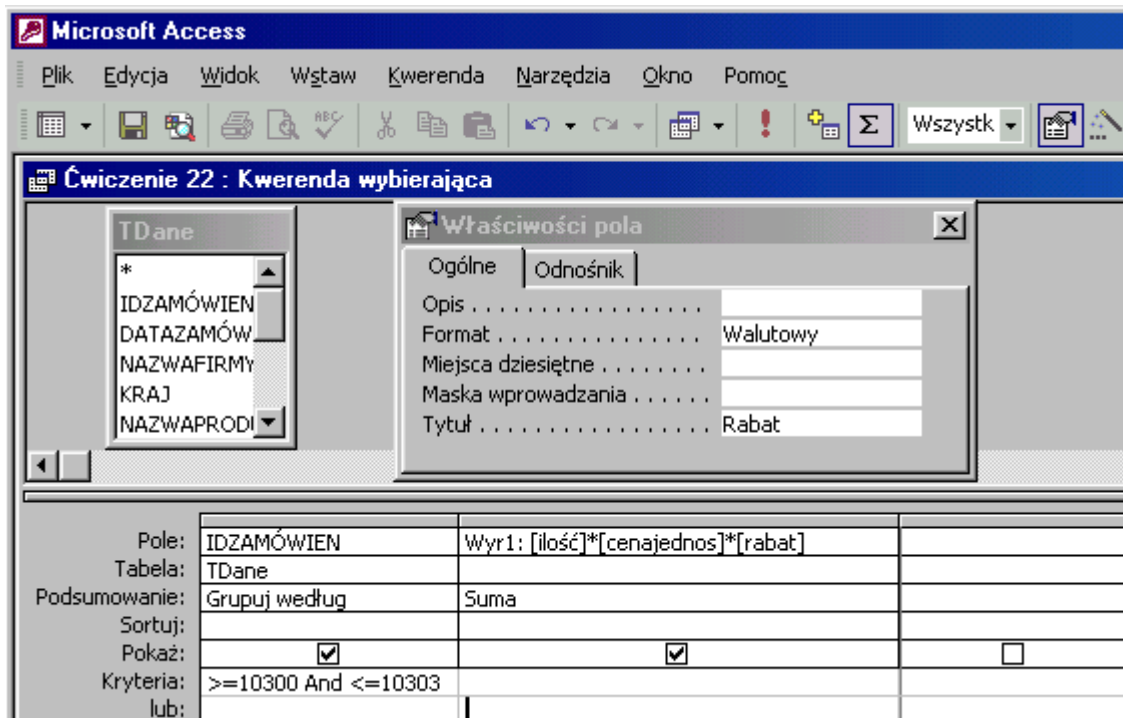 Microsoft Access
Plik Edycja Widok Wstaw Kwerenda Narzędzia Okno Pomoc
ABC Σ Wszystk
Ćwiczenie 22 : Kwerenda wybierająca
TDane
*
IDZAMÓWIEN
DATAZAMÓW
NAZWAFIRMY
KRAJ
NAZWAPRODU
Właściwości pola
Ogólne Odnośnik
Opis . . . . . . . . . . . . . . . . . .
Format . . . . . . . . . . . . . . . . Walutowy
Miejsca dziesiętne . . . . . . . .
Maska wprowadzania . . . . . .
Tytuł . . . . . . . . . . . . . . . . . . Rabat
Pole: IDZAMÓWIEN Wyr1: [ilość]*[cenajednos]*[rabat]
Tabela: TDane
Podsumowanie: Grupuj według Suma
Sortuj:
Pokaż:
Kryteria: >=10300 And <=10303
lub: